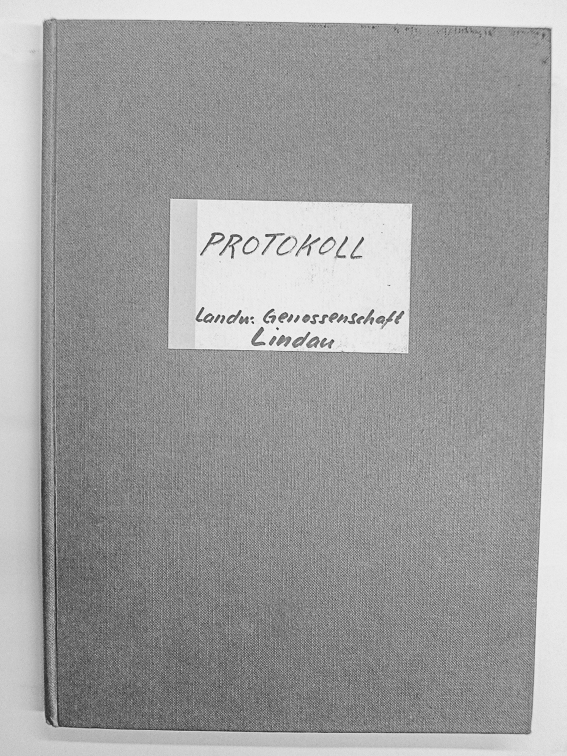 PROTOKOLL
Landw. Genossenschaft
Lindau